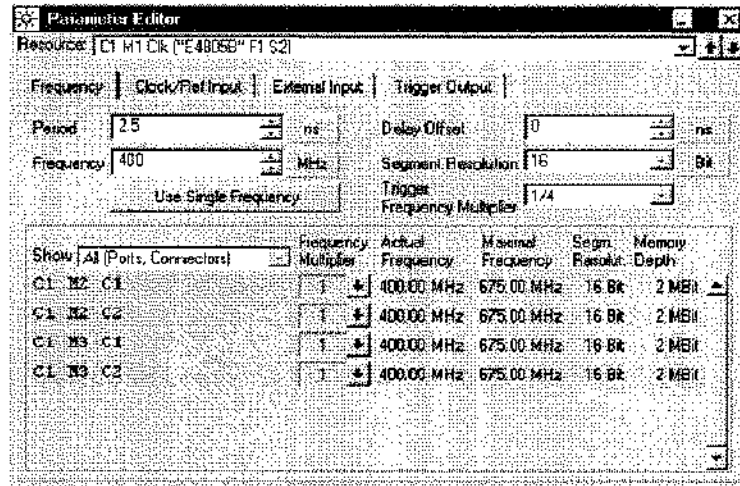 Parameter Editor
Resource: C1 M1 Clk ("E4805B" F1 S2)
Frequency Clock/Ref Input External Input Trigger Output
Period 2.5 ns Delay Offset 0 ns
Frequency 400 MHz Segment Resolution 16 Bit
Use Single Frequency Trigger Frequency Multiplier 1/4
Show All (Ports, Connectors) Frequency Multiplier Actual Frequency Maximal Frequency Segm. Resolut. Memory Depth
C1 M2 C1 1 400.00 MHz 675.00 MHz 16 Bit 2 MBit
C1 M2 C2 1 400.00 MHz 675.00 MHz 16 Bit 2 MBit
C1 M3 C1 1 400.00 MHz 675.00 MHz 16 Bit 2 MBit
C1 M3 C2 1 400.00 MHz 675.00 MHz 16 Bit 2 MBit